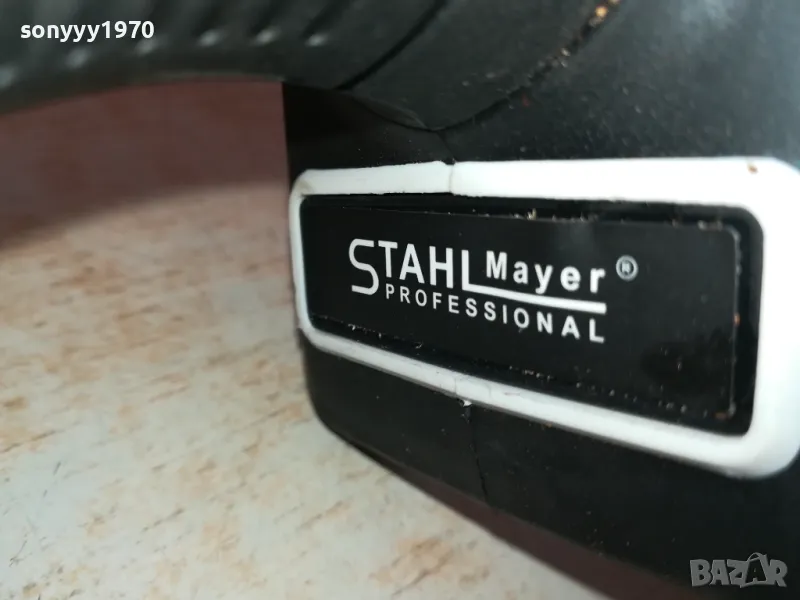 sonyyy1970
STAHL Mayer ®
PROFESSIONAL
BAZAR